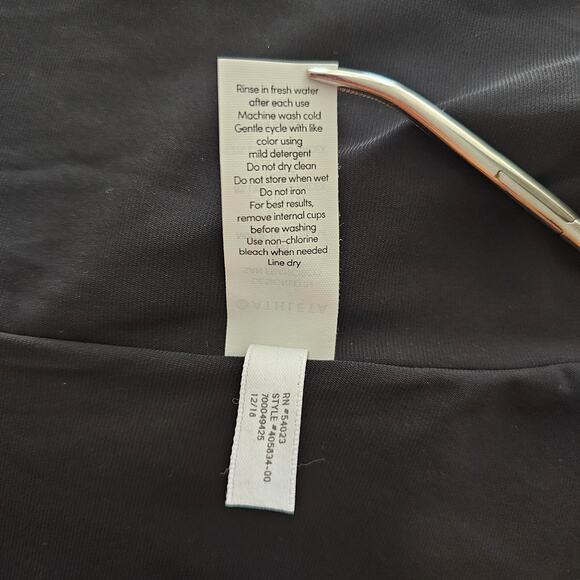 Rinse in fresh water
after each use
Machine wash cold
Gentle cycle with like
color using
mild detergent
Do not dry clean
Do not store when wet
Do not iron
For best results,
remove internal cups
before washing
Use non-chlorine
bleach when needed
Line dry
ATHLETA
RN #54023
STYLE #405834-00
700049425
12/18